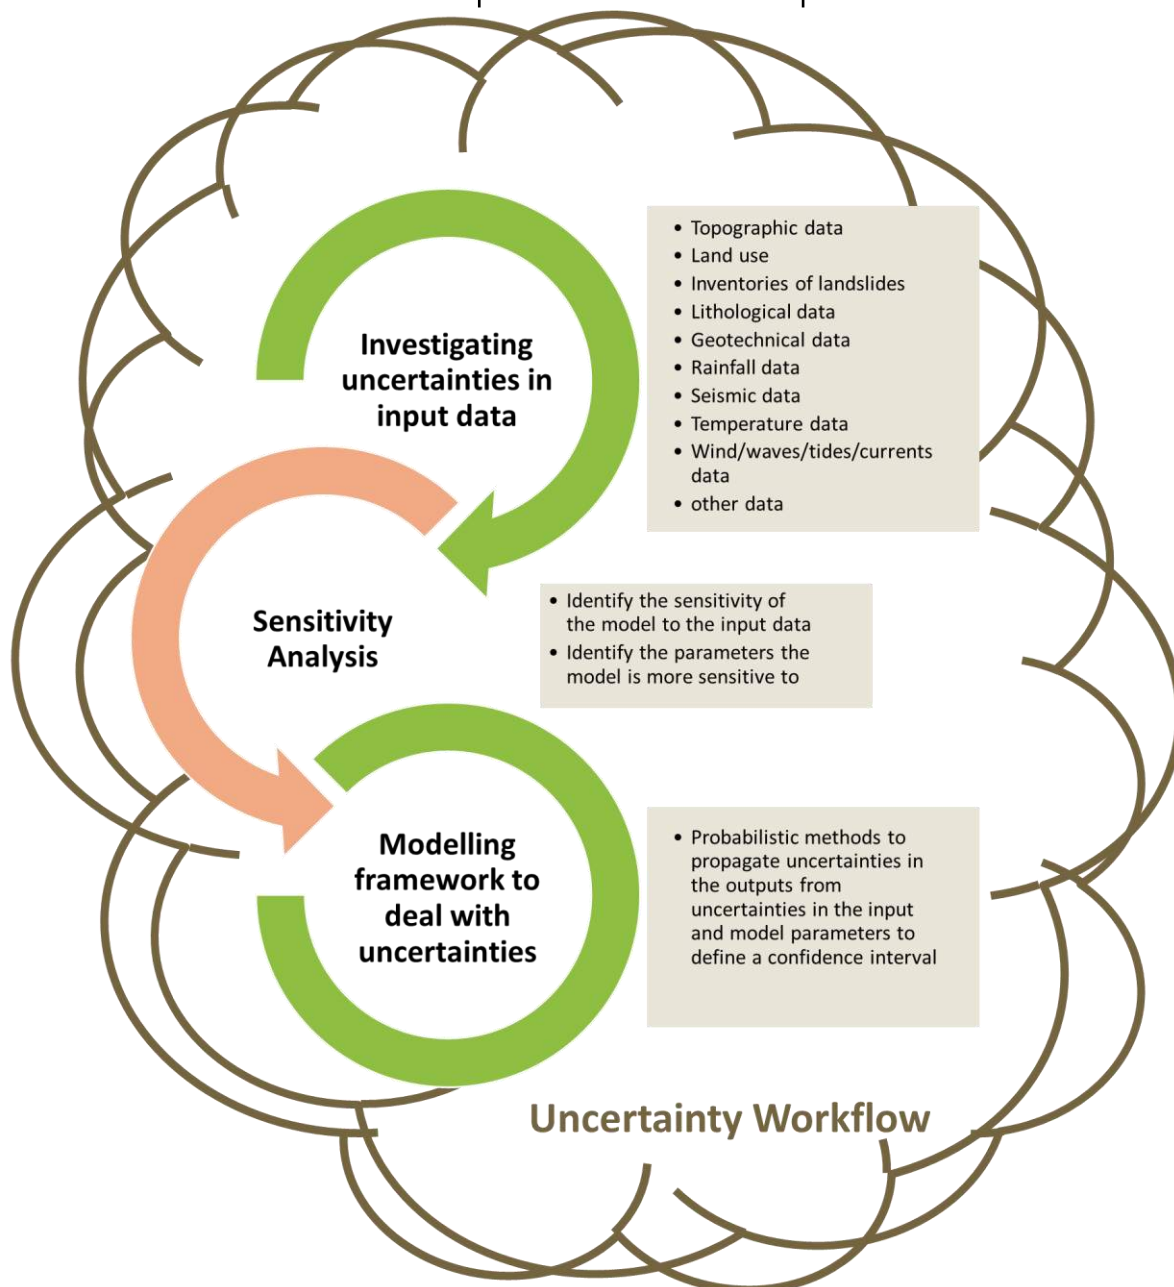 Investigating
uncertainties in
input data
• Topographic data
• Land use
• Inventories of landslides
• Lithological data
• Geotechnical data
• Rainfall data
• Seismic data
• Temperature data
• Wind/waves/tides/currents
data
• other data
Sensitivity
Analysis
• Identify the sensitivity of
the model to the input data
• Identify the parameters the
model is more sensitive to
Modelling
framework to
deal with
uncertainties
• Probabilistic methods to
propagate uncertainties in
the outputs from
uncertainties in the input
and model parameters to
define a confidence interval
Uncertainty Workflow